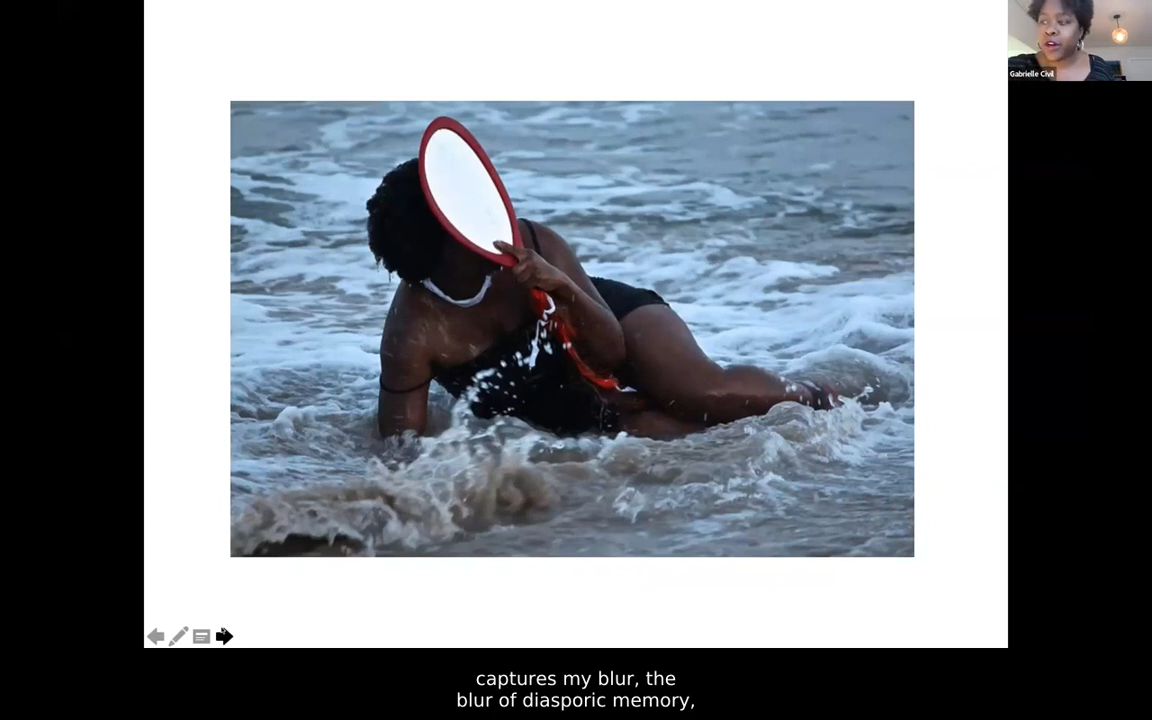 Gabrielle Civil
captures my blur, the
blur of diasporic memory,